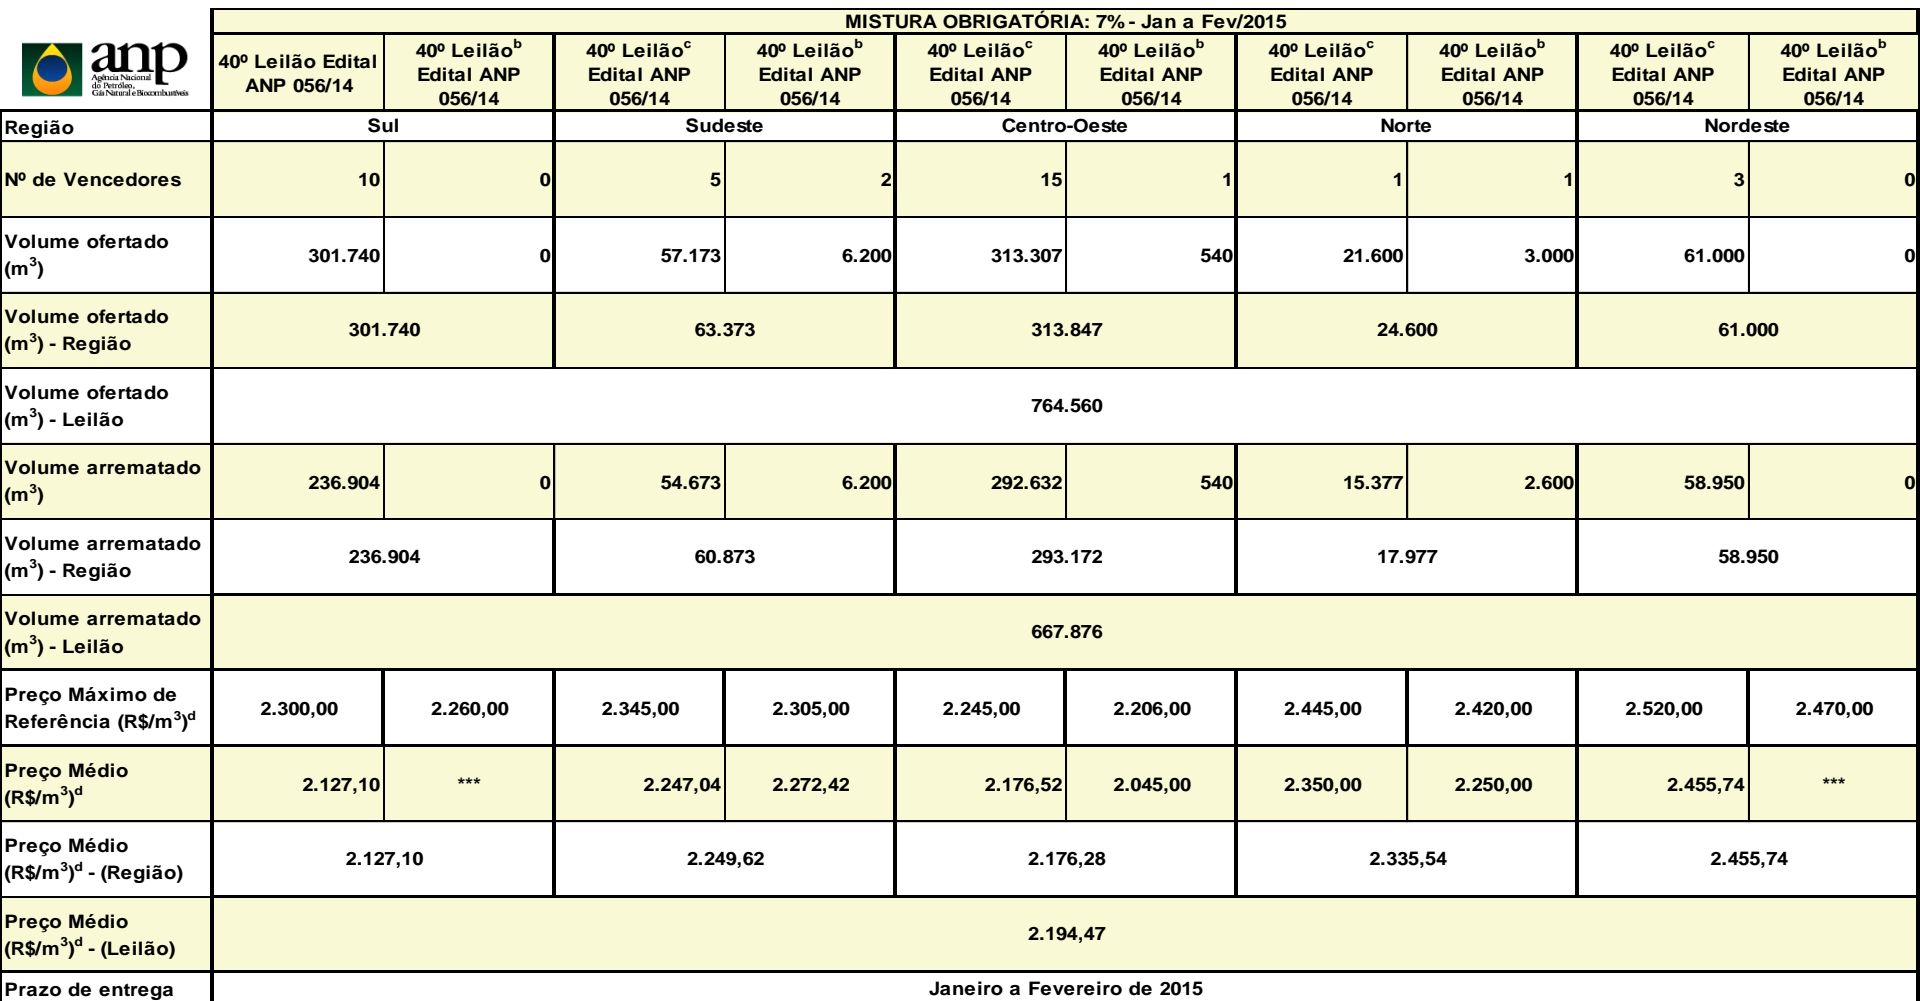 MISTURA OBRIGATÓRIA: 7% - Jan a Fev/2015
anp
Agência Nacional
do Petróleo,
Gás Natural e Biocombustíveis
40º Leilão Edital ANP 056/14 40º Leilão^b Edital ANP 056/14 40º Leilão^c Edital ANP 056/14 40º Leilão^b Edital ANP 056/14 40º Leilão^c Edital ANP 056/14 40º Leilão^b Edital ANP 056/14 40º Leilão^c Edital ANP 056/14 40º Leilão^b Edital ANP 056/14 40º Leilão^c Edital ANP 056/14 40º Leilão^b Edital ANP 056/14
Região Sul Sudeste Centro-Oeste Norte Nordeste
Nº de Vencedores 10 0 5 2 15 1 1 1 3 0
Volume ofertado (m³) 301.740 0 57.173 6.200 313.307 540 21.600 3.000 61.000 0
Volume ofertado (m³) - Região 301.740 63.373 313.847 24.600 61.000
Volume ofertado (m³) - Leilão 764.560
Volume arrematado (m³) 236.904 0 54.673 6.200 292.632 540 15.377 2.600 58.950 0
Volume arrematado (m³) - Região 236.904 60.873 293.172 17.977 58.950
Volume arrematado (m³) - Leilão 667.876
Preço Máximo de Referência (R$/m³)^d 2.300,00 2.260,00 2.345,00 2.305,00 2.245,00 2.206,00 2.445,00 2.420,00 2.520,00 2.470,00
Preço Médio (R$/m³)^d 2.127,10 *** 2.247,04 2.272,42 2.176,52 2.045,00 2.350,00 2.250,00 2.455,74 ***
Preço Médio (R$/m³)^d - (Região) 2.127,10 2.249,62 2.176,28 2.335,54 2.455,74
Preço Médio (R$/m³)^d - (Leilão) 2.194,47
Prazo de entrega Janeiro a Fevereiro de 2015